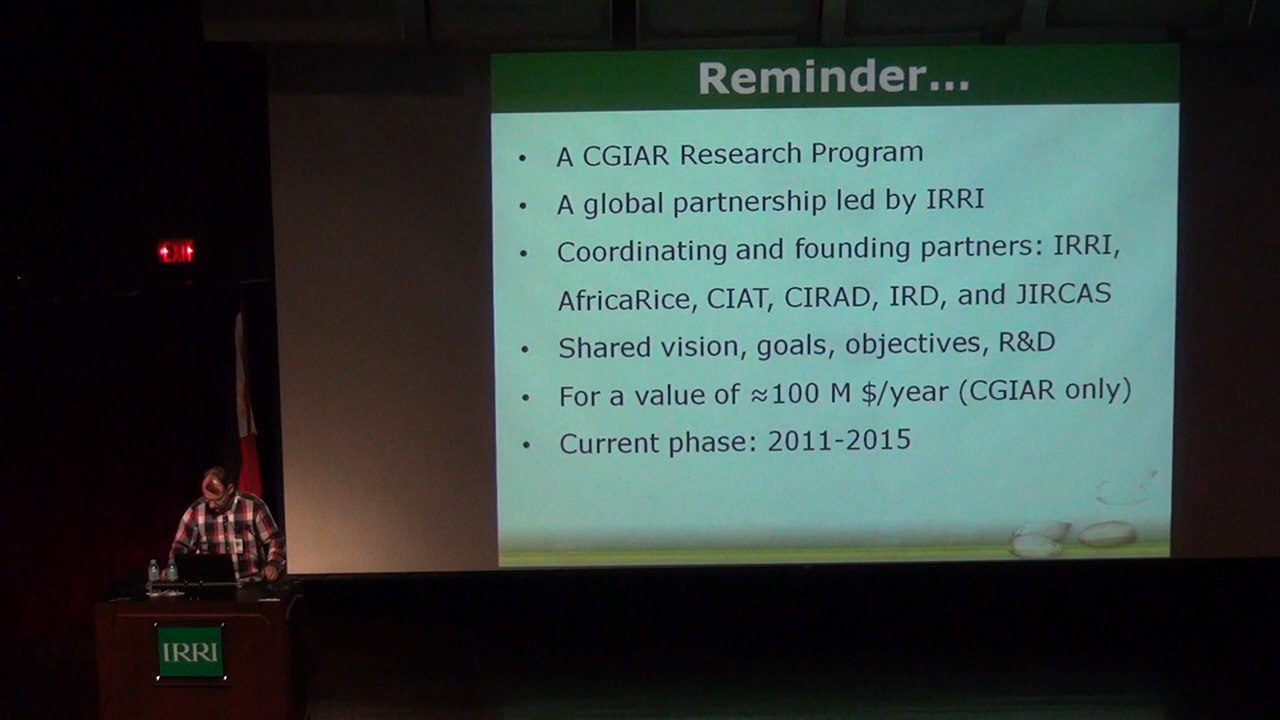 Reminder...
• A CGIAR Research Program
• A global partnership led by IRRI
• Coordinating and founding partners: IRRI,
AfricaRice, CIAT, CIRAD, IRD, and JIRCAS
• Shared vision, goals, objectives, R&D
• For a value of ≈100 M $/year (CGIAR only)
• Current phase: 2011-2015
EXIT
IRRI